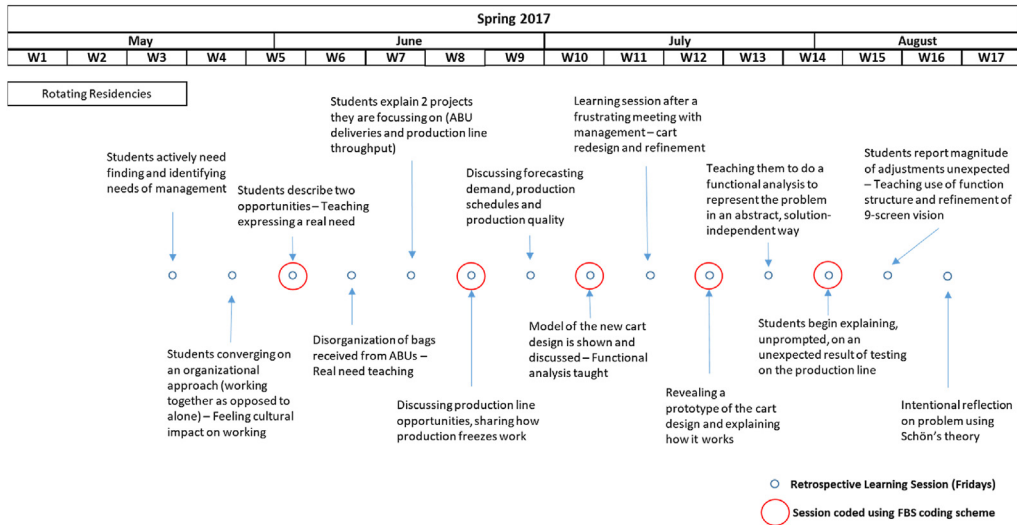 Spring 2017
May June July August
W1 W2 W3 W4 W5 W6 W7 W8 W9 W10 W11 W12 W13 W14 W15 W16 W17
Rotating Residencies
Students actively need
finding and identifying
needs of management
Students describe two
opportunities – Teaching
expressing a real need
Students explain 2 projects
they are focussing on (ABU
deliveries and production line
throughput)
Discussing forecasting
demand, production
schedules and
production quality
Learning session after a
frustrating meeting with
management – cart
redesign and refinement
Teaching them to do a
functional analysis to
represent the problem
in an abstract, solution-
independent way
Students report magnitude
of adjustments unexpected
– Teaching use of function
structure and refinement of
9-screen vision
Students converging on
an organizational
approach (working
together as opposed to
alone) – Feeling cultural
impact on working
Disorganization of bags
received from ABUs –
Real need teaching
Discussing production line
opportunities, sharing how
production freezes work
Model of the new cart
design is shown and
discussed – Functional
analysis taught
Revealing a
prototype of the cart
design and explaining
how it works
Students begin explaining,
unprompted, on an
unexpected result of testing
on the production line
Intentional reflection
on problem using
Schön's theory
Retrospective Learning Session (Fridays)
Session coded using FBS coding scheme